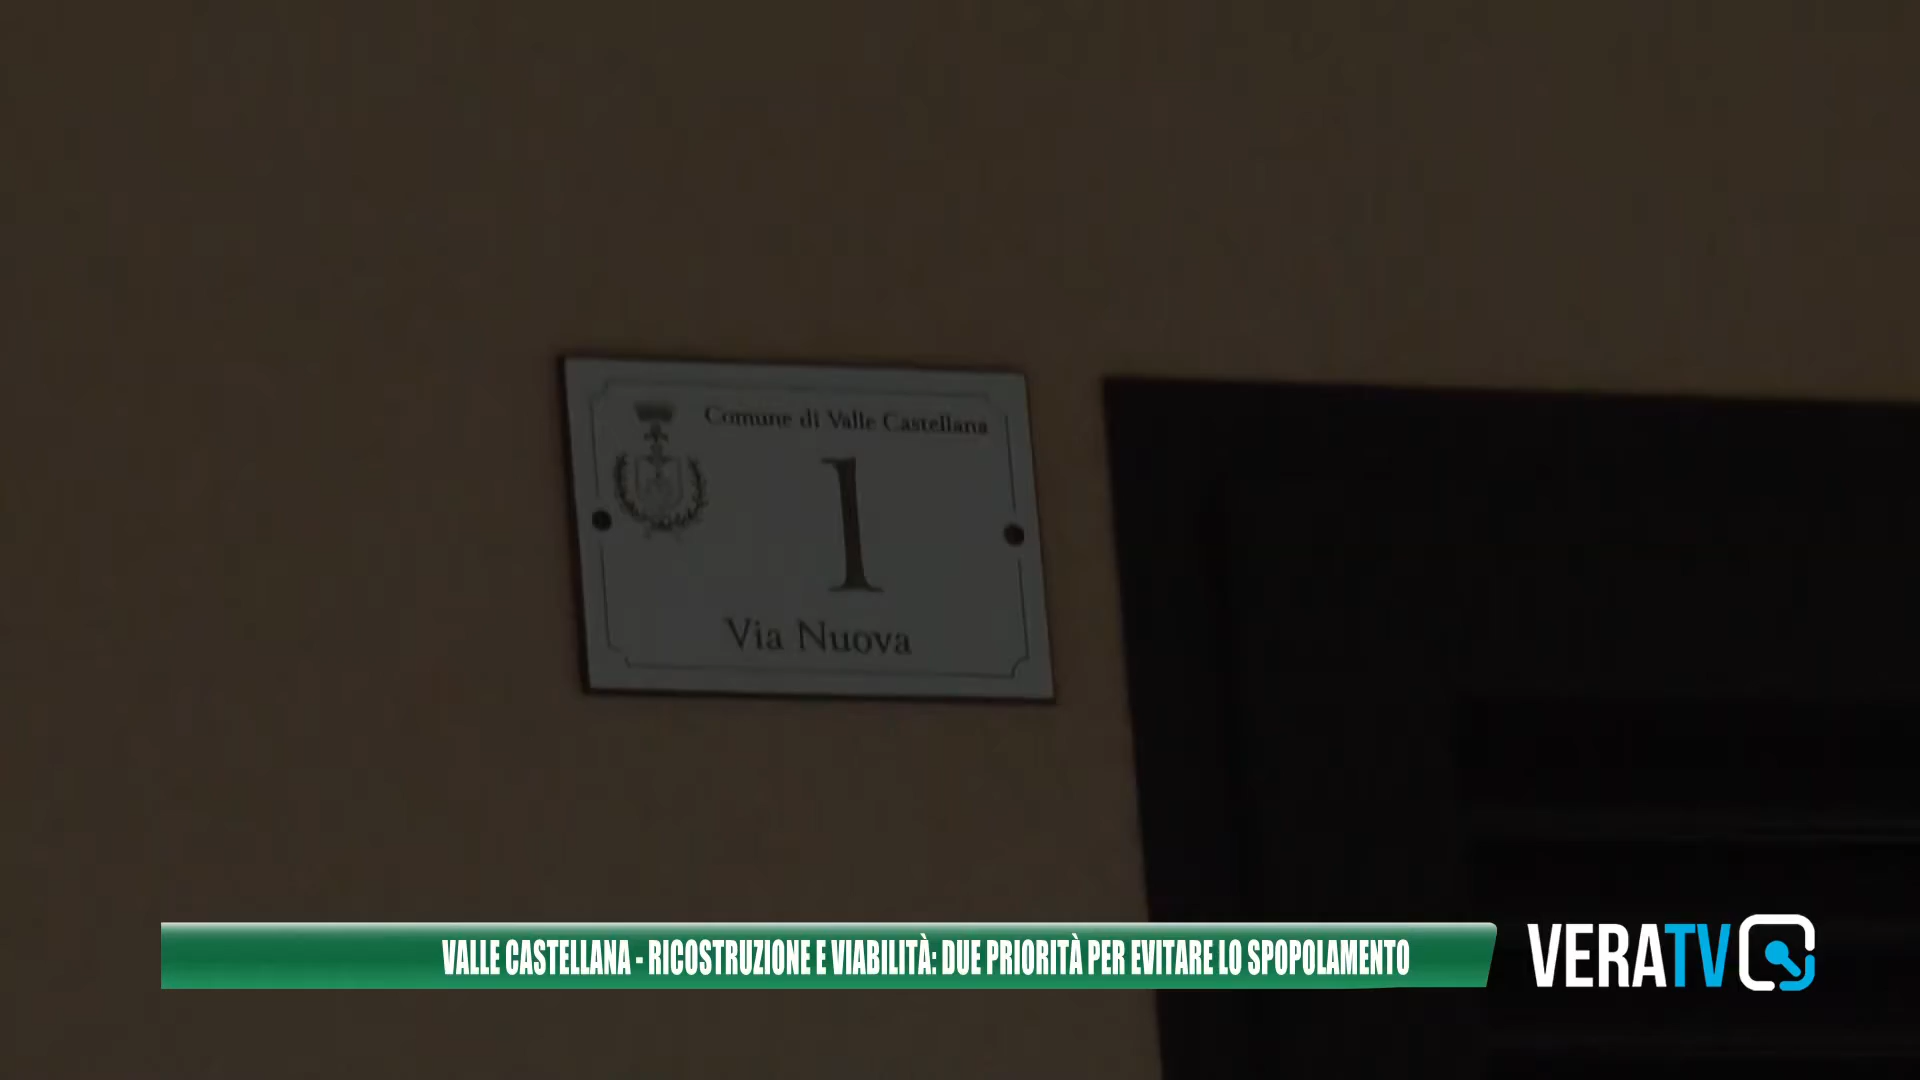 Comune di Valle Castellana
1
Via Nuova
VALLE CASTELLANA - RICOSTRUZIONE E VIABILITÀ: DUE PRIORITÀ PER EVITARE LO SPOPOLAMENTO
VERATV